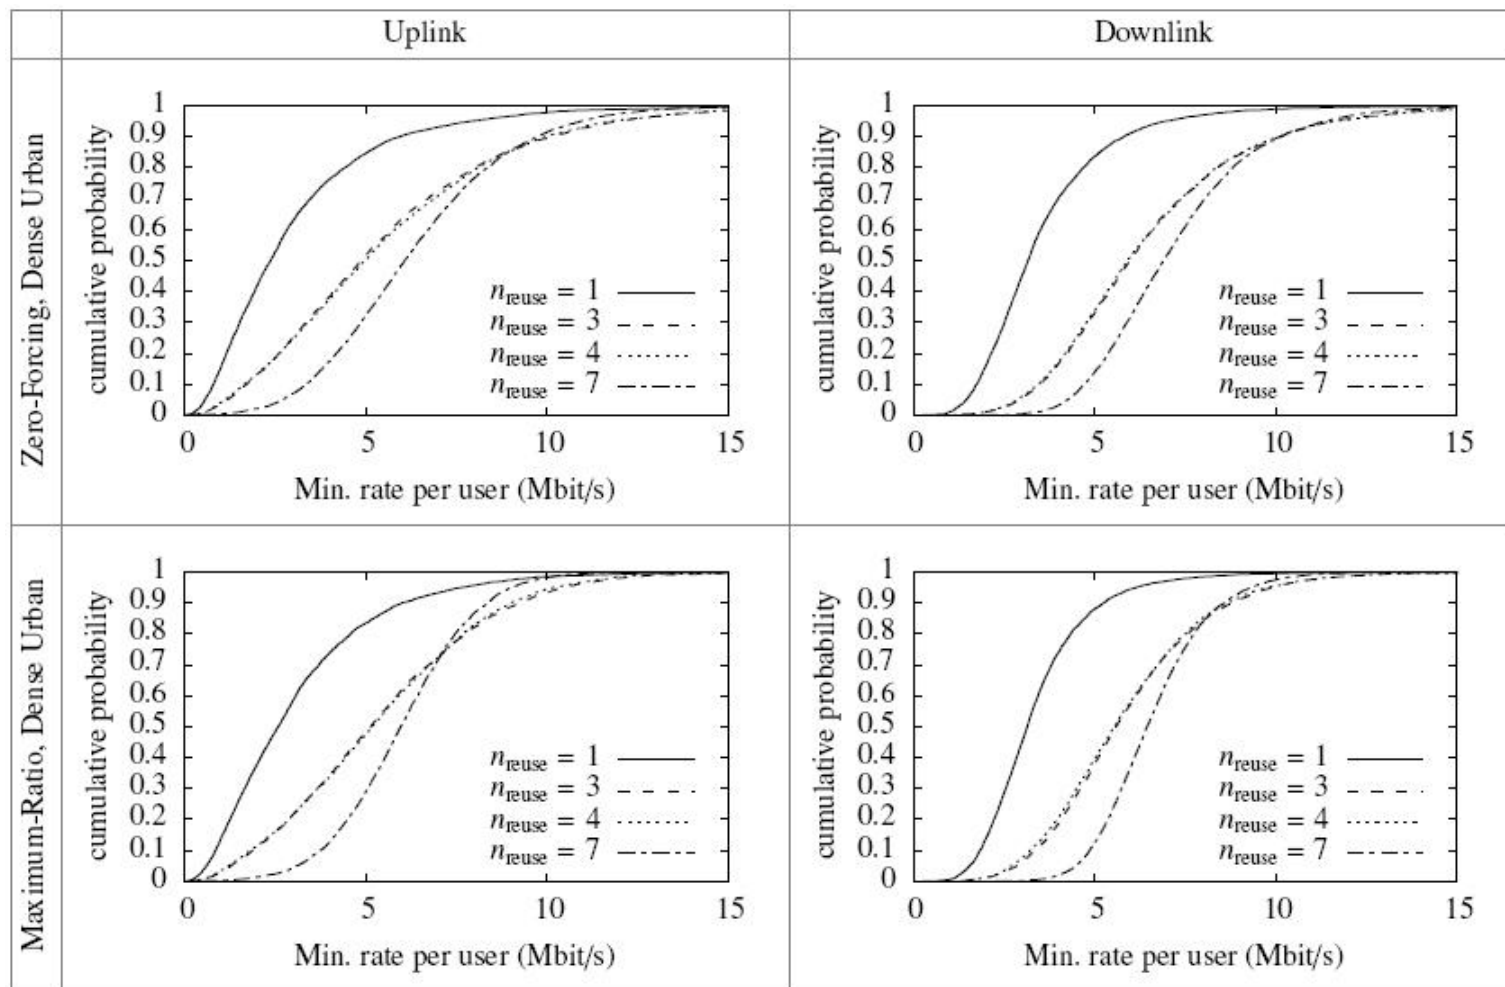 Uplink
Downlink
Zero-Forcing, Dense Urban
cumulative probability
1
0.9
0.8
0.7
0.6
0.5
0.4
0.3
0.2
0.1
0
n_reuse = 1
n_reuse = 3
n_reuse = 4
n_reuse = 7
0 5 10 15
Min. rate per user (Mbit/s)
cumulative probability
1
0.9
0.8
0.7
0.6
0.5
0.4
0.3
0.2
0.1
0
n_reuse = 1
n_reuse = 3
n_reuse = 4
n_reuse = 7
0 5 10 15
Min. rate per user (Mbit/s)
Maximum-Ratio, Dense Urban
cumulative probability
1
0.9
0.8
0.7
0.6
0.5
0.4
0.3
0.2
0.1
0
n_reuse = 1
n_reuse = 3
n_reuse = 4
n_reuse = 7
0 5 10 15
Min. rate per user (Mbit/s)
cumulative probability
1
0.9
0.8
0.7
0.6
0.5
0.4
0.3
0.2
0.1
0
n_reuse = 1
n_reuse = 3
n_reuse = 4
n_reuse = 7
0 5 10 15
Min. rate per user (Mbit/s)